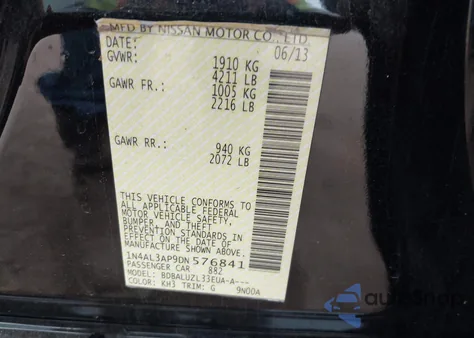 MFD BY NISSAN MOTOR CO., LTD.
DATE: 06/13
GVWR: 1910 KG
4211 LB
GAWR FR.: 1005 KG
2216 LB
GAWR RR.: 940 KG
2072 LB
THIS VEHICLE CONFORMS TO
ALL APPLICABLE FEDERAL
MOTOR VEHICLE SAFETY,
BUMPER, AND THEFT
PREVENTION STANDARDS IN
EFFECT ON THE DATE OF
MANUFACTURE SHOWN ABOVE.
1N4AL3AP9DN 576841
PASSENGER CAR 882
MODEL: BDBALUZL33EUA-A---
COLOR: KH3 TRIM: G 9N00A